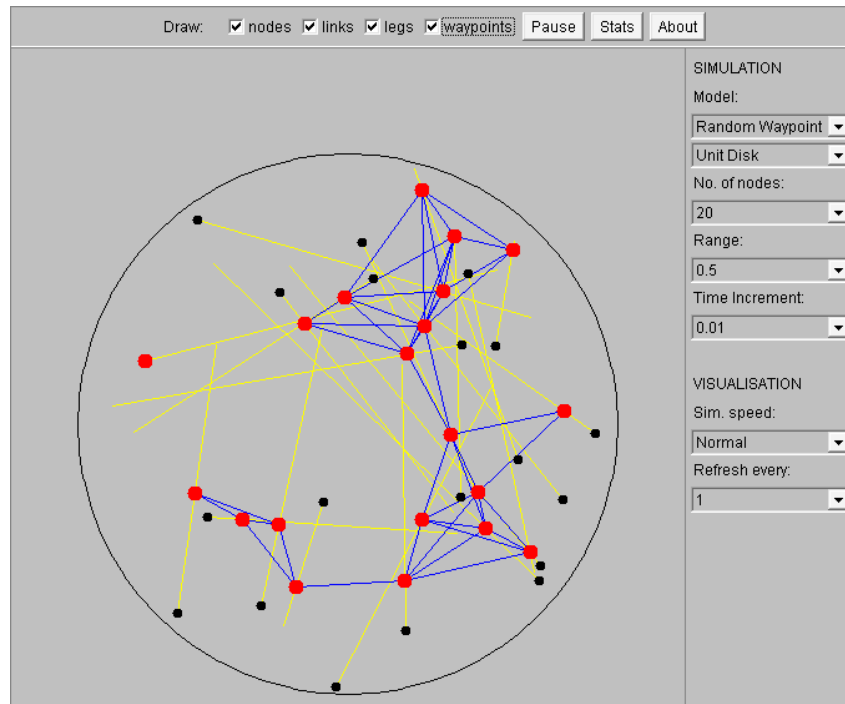 Draw: nodes links legs waypoints Pause Stats About
SIMULATION
Model:
Random Waypoint
Unit Disk
No. of nodes:
20
Range:
0.5
Time Increment:
0.01
VISUALISATION
Sim. speed:
Normal
Refresh every:
1